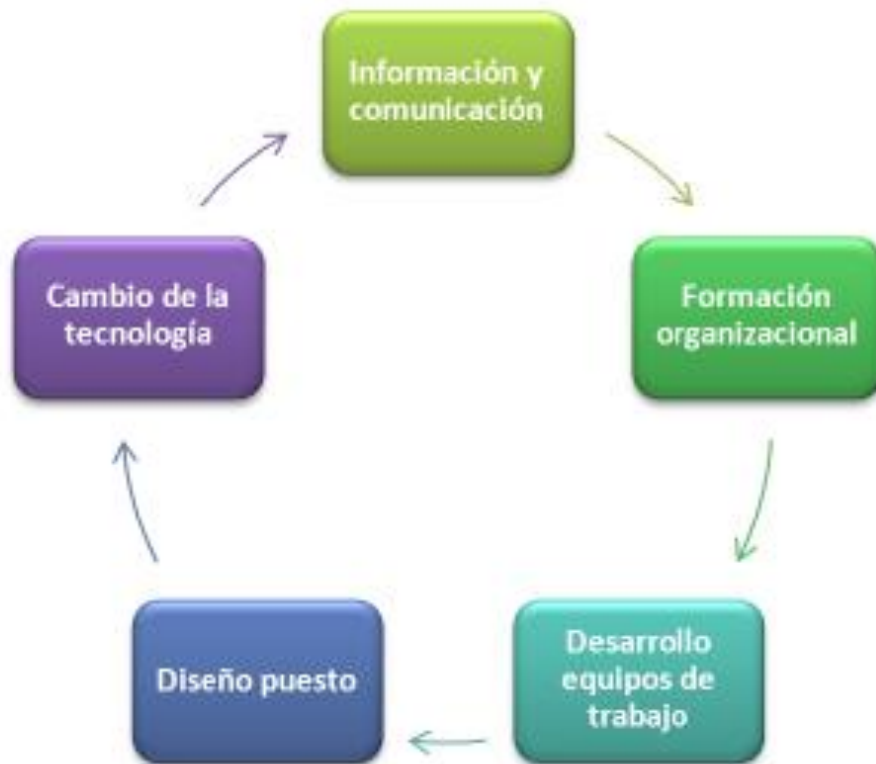 Información y
comunicación
Formación
organizacional
Desarrollo
equipos de
trabajo
Diseño puesto
Cambio de la
tecnología